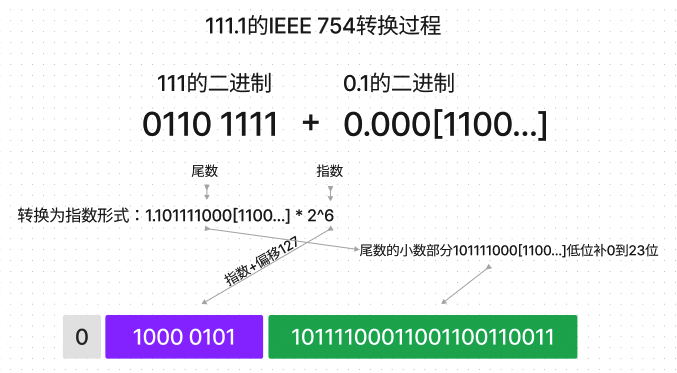 111.1的IEEE 754转换过程
111的二进制 0.1的二进制
0110 1111 + 0.000[1100...]
尾数 指数
转换为指数形式：1.101111000[1100...] * 2^6
指数+偏移127
尾数的小数部分101111000[1100...]低位补0到23位
0 1000 0101 10111100011001100110011